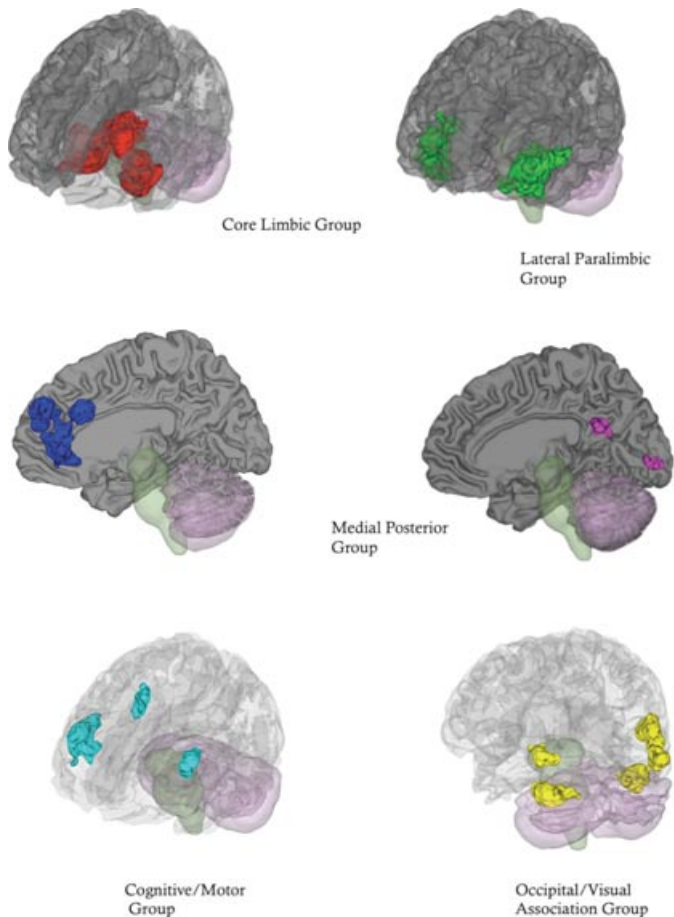 Core Limbic Group
Lateral Paralimbic
Group
Medial Posterior
Group
Cognitive/Motor
Group
Occipital/Visual
Association Group